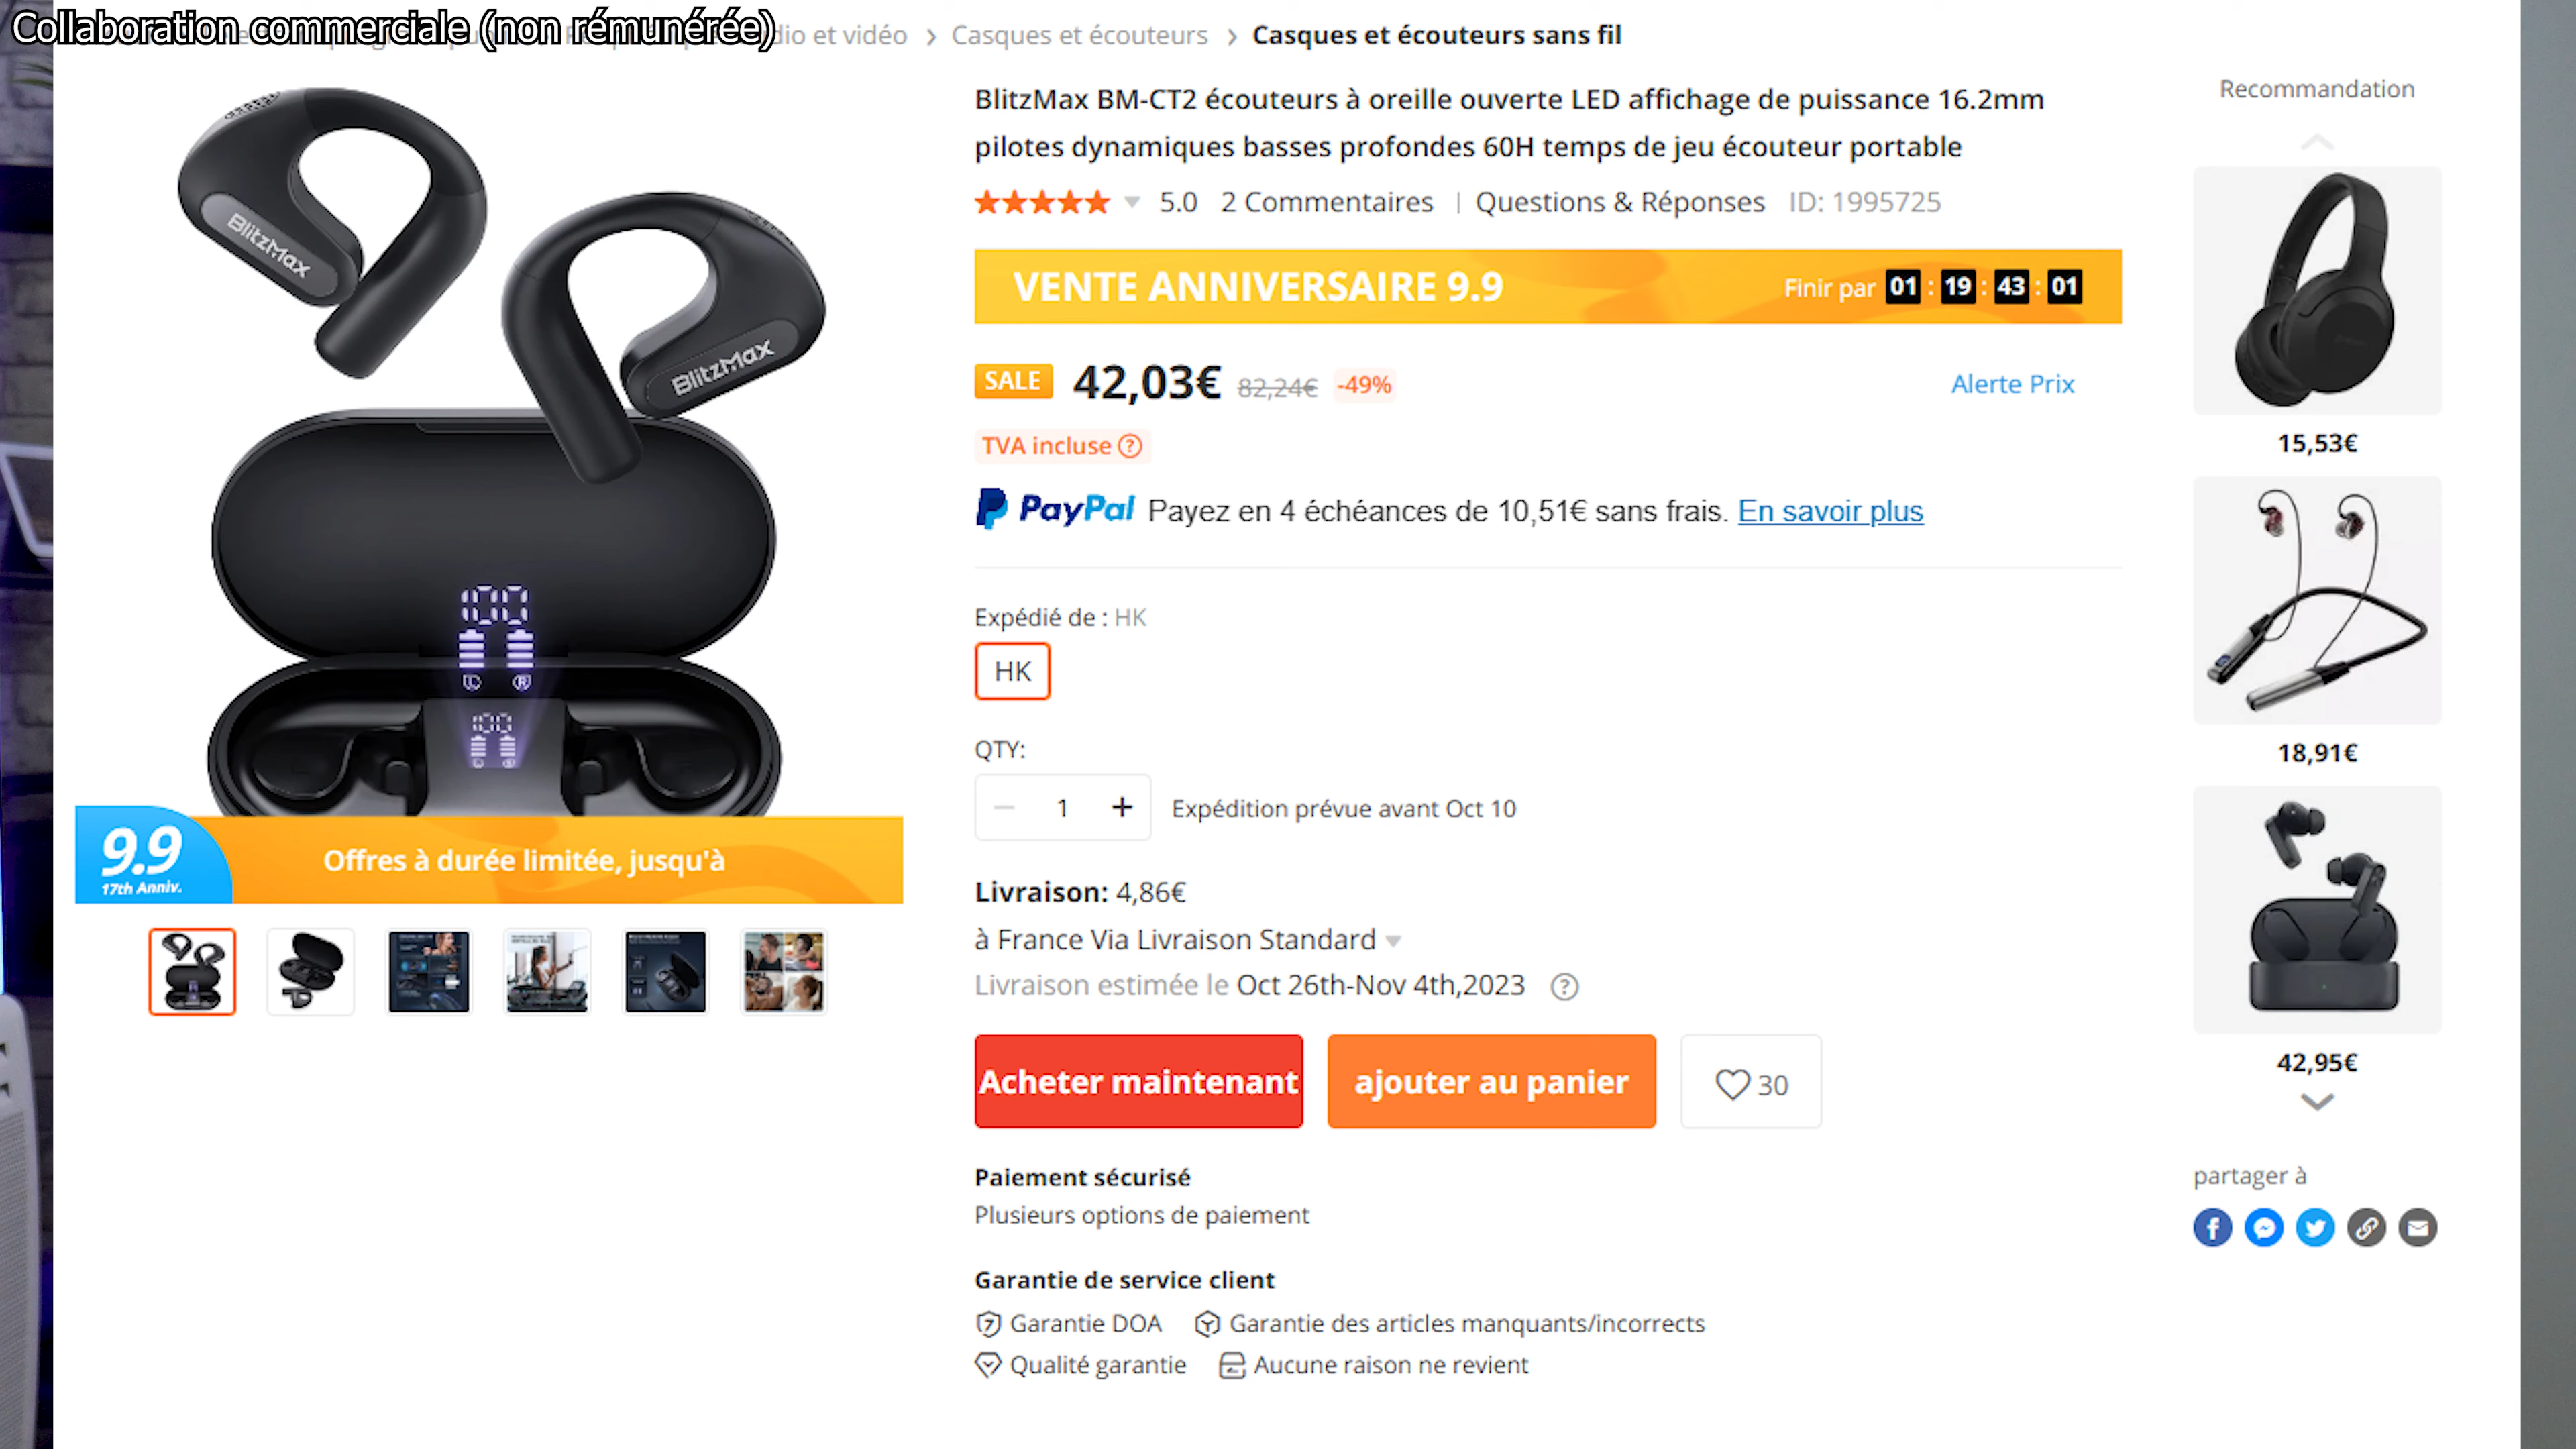 Collaboration commerciale (non rémunérée)
dio et vidéo > Casques et écouteurs > Casques et écouteurs sans fil
BlitzMax BM-CT2 écouteurs à oreille ouverte LED affichage de puissance 16.2mm
pilotes dynamiques basses profondes 60H temps de jeu écouteur portable
5.0 2 Commentaires | Questions & Réponses ID: 1995725
VENTE ANNIVERSAIRE 9.9 Finir par 01 : 19 : 43 : 01
SALE 42,03€ 82,24€ -49% Alerte Prix
TVA incluse ?
PayPal Payez en 4 échéances de 10,51€ sans frais. En savoir plus
Expédié de : HK
HK
QTY:
− 1 + Expédition prévue avant Oct 10
Livraison: 4,86€
à France Via Livraison Standard
Livraison estimée le Oct 26th-Nov 4th,2023 ?
Acheter maintenant
ajouter au panier
30
Paiement sécurisé
Plusieurs options de paiement
Garantie de service client
Garantie DOA Garantie des articles manquants/incorrects
Qualité garantie Aucune raison ne revient
BlitzMax
BlitzMax
100
L R
100
9.9
17th Anniv.
Offres à durée limitée, jusqu'à
Recommandation
15,53€
18,91€
42,95€
partager à